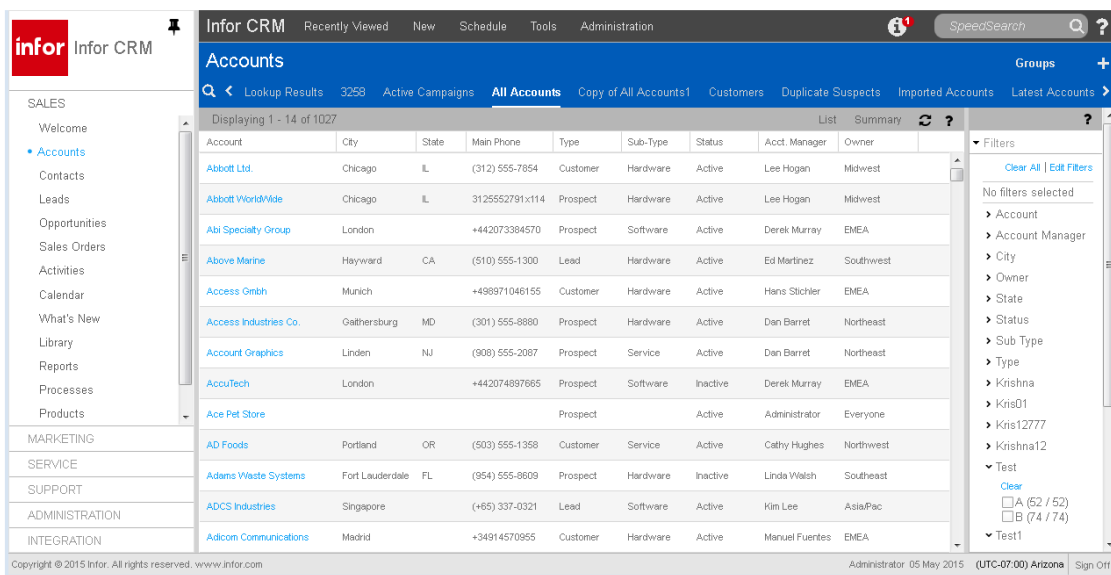 infor Infor CRM
Infor CRM Recently Viewed New Schedule Tools Administration 1 SpeedSearch ?
Accounts Groups +
Lookup Results 3258 Active Campaigns All Accounts Copy of All Accounts1 Customers Duplicate Suspects Imported Accounts Latest Accounts
SALES
Welcome
Accounts
Contacts
Leads
Opportunities
Sales Orders
Activities
Calendar
What's New
Library
Reports
Processes
Products
MARKETING
SERVICE
SUPPORT
ADMINISTRATION
INTEGRATION
Displaying 1 - 14 of 1027 List Summary ? ?
Account City State Main Phone Type Sub-Type Status Acct. Manager Owner
Abbott Ltd. Chicago IL (312) 555-7854 Customer Hardware Active Lee Hogan Midwest
Abbott WorldWide Chicago IL 3125552791x114 Prospect Hardware Active Lee Hogan Midwest
Abi Specialty Group London +442073384570 Prospect Software Active Derek Murray EMEA
Above Marine Hayward CA (510) 555-1300 Lead Hardware Active Ed Martinez Southwest
Access Gmbh Munich +498971046155 Customer Hardware Active Hans Stichler EMEA
Access Industries Co. Gaithersburg MD (301) 555-8880 Prospect Hardware Active Dan Barret Northeast
Account Graphics Linden NJ (908) 555-2087 Prospect Service Active Dan Barret Northeast
AccuTech London +442074897665 Prospect Software Inactive Derek Murray EMEA
Ace Pet Store Prospect Active Administrator Everyone
AD Foods Portland OR (503) 555-1358 Customer Service Active Cathy Hughes Northwest
Adams Waste Systems Fort Lauderdale FL (954) 555-8609 Prospect Hardware Inactive Linda Walsh Southeast
ADCS Industries Singapore (+65) 337-0321 Lead Software Active Kim Lee Asia/Pac
Adicom Communications Madrid +34914570955 Customer Hardware Active Manuel Fuentes EMEA
Filters
Clear All | Edit Filters
No filters selected
Account
Account Manager
City
Owner
State
Status
Sub Type
Type
Krishna
Kris01
Kris12777
Krishna12
Test
Clear
A (52 / 52)
B (74 / 74)
Test1
Copyright © 2015 Infor. All rights reserved. www.infor.com Administrator 05 May 2015 (UTC-07:00) Arizona Sign Off